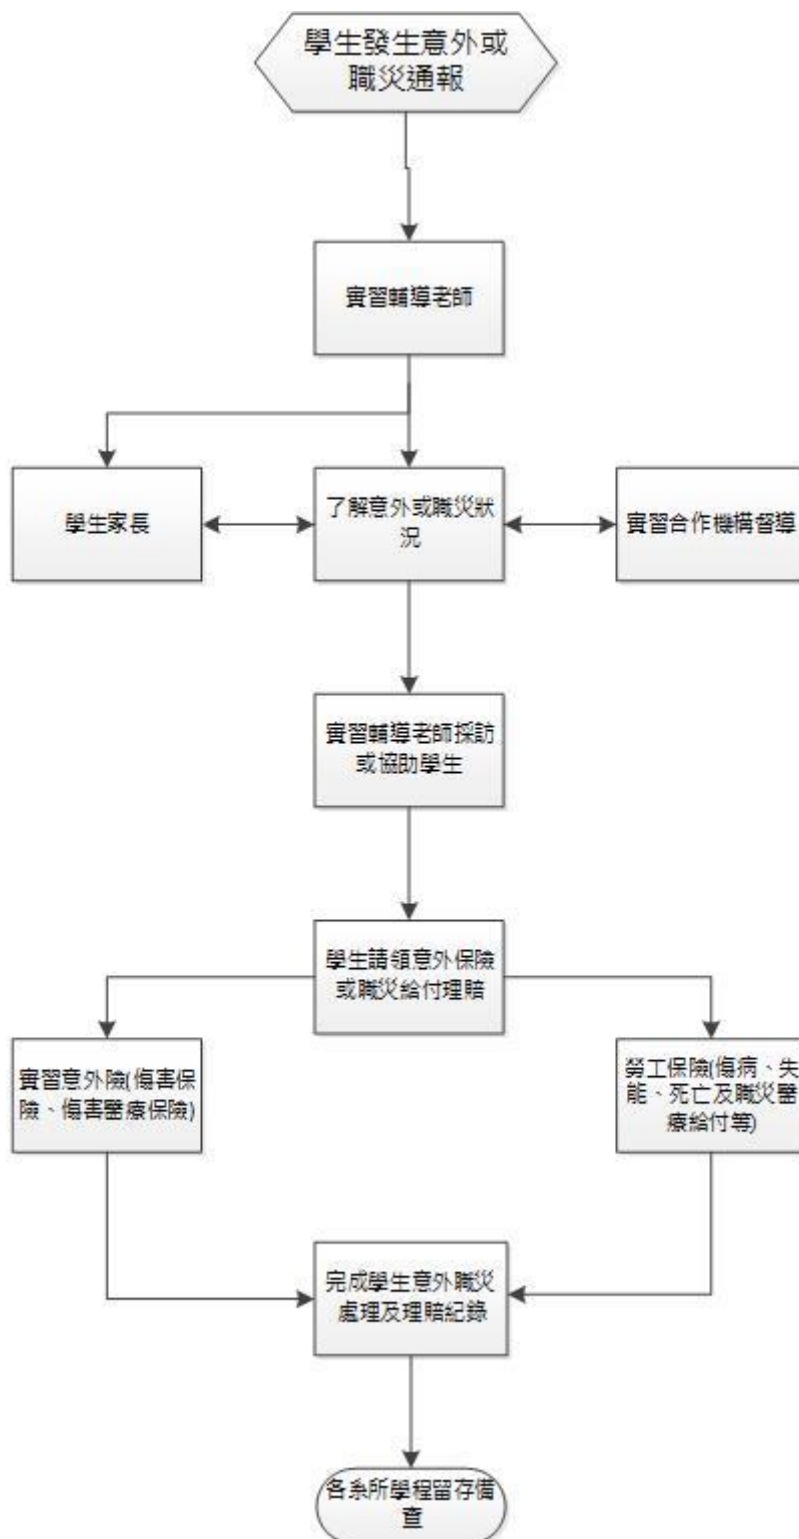 學生發生意外或
職災通報
實習輔導老師
學生家長
了解意外或職災狀
況
實習合作機構督導
實習輔導老師採訪
或協助學生
學生請領意外保險
或職災給付理賠
實習意外險(傷害保
險、傷害醫療保險)
勞工保險(傷病、失
能、死亡及職災醫
療給付等)
完成學生意外職災
處理及理賠紀錄
各系所學程留存備
查